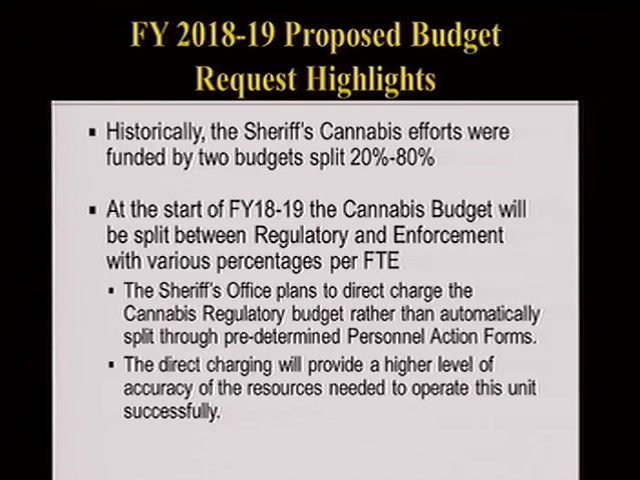 FY 2018-19 Proposed Budget
Request Highlights
▪ Historically, the Sheriff's Cannabis efforts were
funded by two budgets split 20%-80%
▪ At the start of FY18-19 the Cannabis Budget will
be split between Regulatory and Enforcement
with various percentages per FTE
▪ The Sheriff's Office plans to direct charge the
Cannabis Regulatory budget rather than automatically
split through pre-determined Personnel Action Forms.
▪ The direct charging will provide a higher level of
accuracy of the resources needed to operate this unit
successfully.